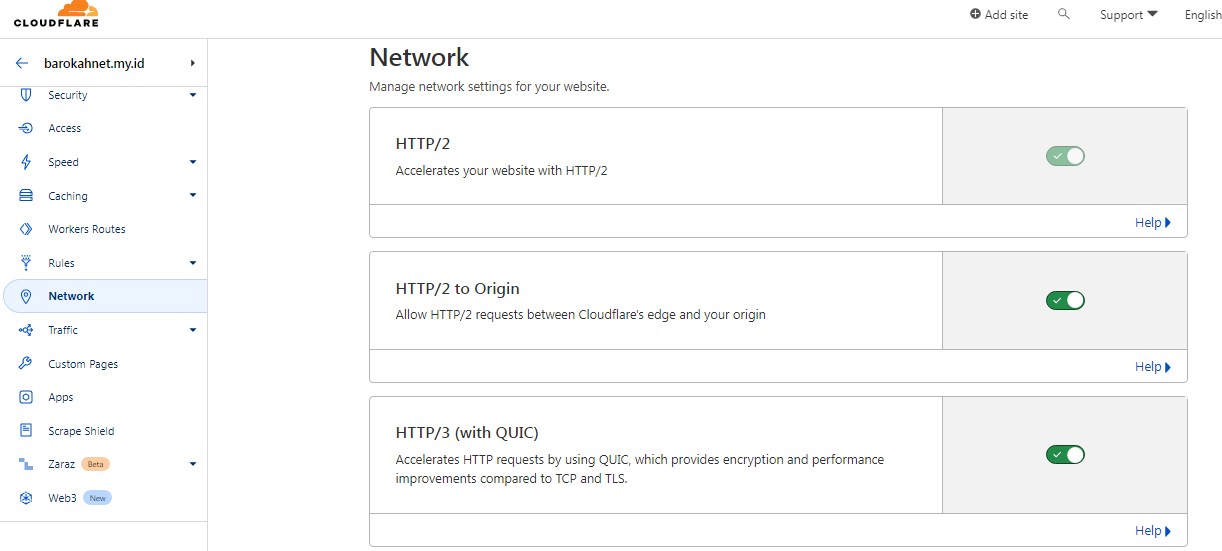 CLOUDFLARE
Add site
Support
English
barokahnet.my.id
Security
Access
Speed
Caching
Workers Routes
Rules
Network
Traffic
Custom Pages
Apps
Scrape Shield
Zaraz Beta
Web3 New
Network
Manage network settings for your website.
HTTP/2
Accelerates your website with HTTP/2
Help
HTTP/2 to Origin
Allow HTTP/2 requests between Cloudflare's edge and your origin
Help
HTTP/3 (with QUIC)
Accelerates HTTP requests by using QUIC, which provides encryption and performance
improvements compared to TCP and TLS.
Help